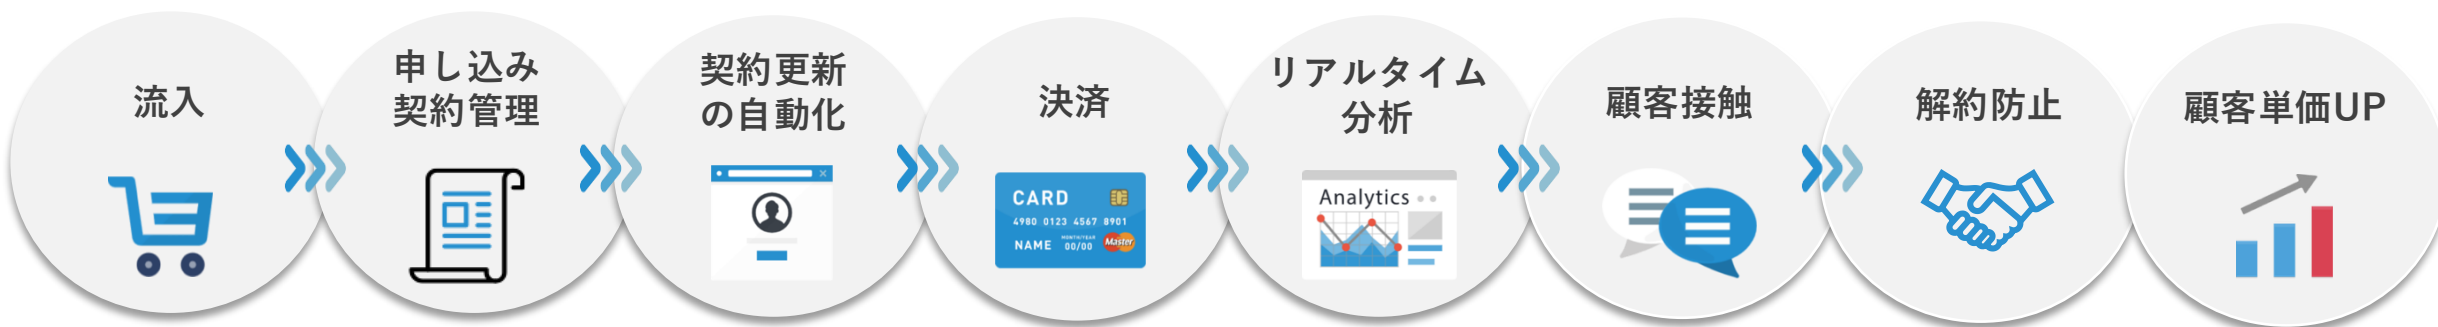 流入
申し込み
契約管理
契約更新
の自動化
決済
CARD
4980 0123 4567 8901
MONTH/YEAR
NAME 00/00 Master
リアルタイム
分析
Analytics
顧客接触
解約防止
顧客単価UP